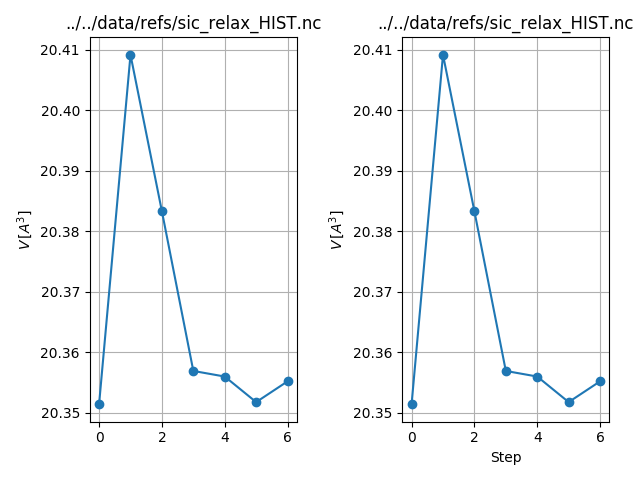 ../../data/refs/sic_relax_HIST.nc
20.41
20.40
20.39
20.38
20.37
20.36
20.35
V [A^3]
0 2 4 6
../../data/refs/sic_relax_HIST.nc
20.41
20.40
20.39
20.38
20.37
20.36
20.35
V [A^3]
0 2 4 6
Step